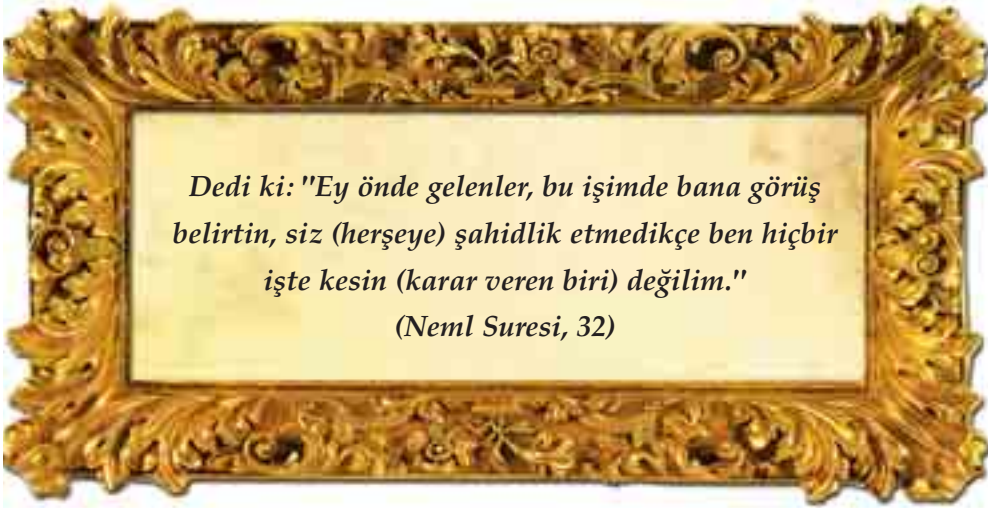 Dedi ki: "Ey önde gelenler, bu işimde bana görüş
belirtin, siz (herşeye) şahidlik etmedikçe ben hiçbir
işte kesin (karar veren biri) değilim."
(Neml Suresi, 32)